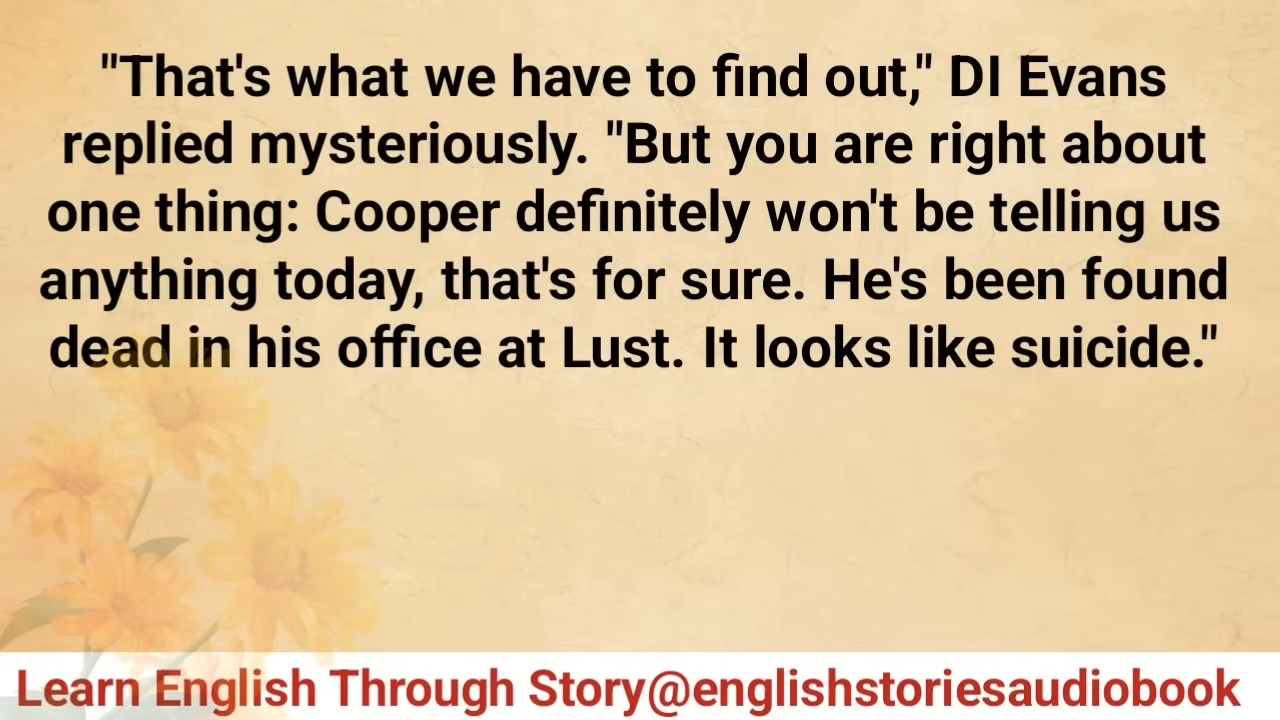 "That's what we have to find out," DI Evans
replied mysteriously. "But you are right about
one thing: Cooper definitely won't be telling us
anything today, that's for sure. He's been found
dead in his office at Lust. It looks like suicide."
Learn English Through Story@englishstoriesaudiobook